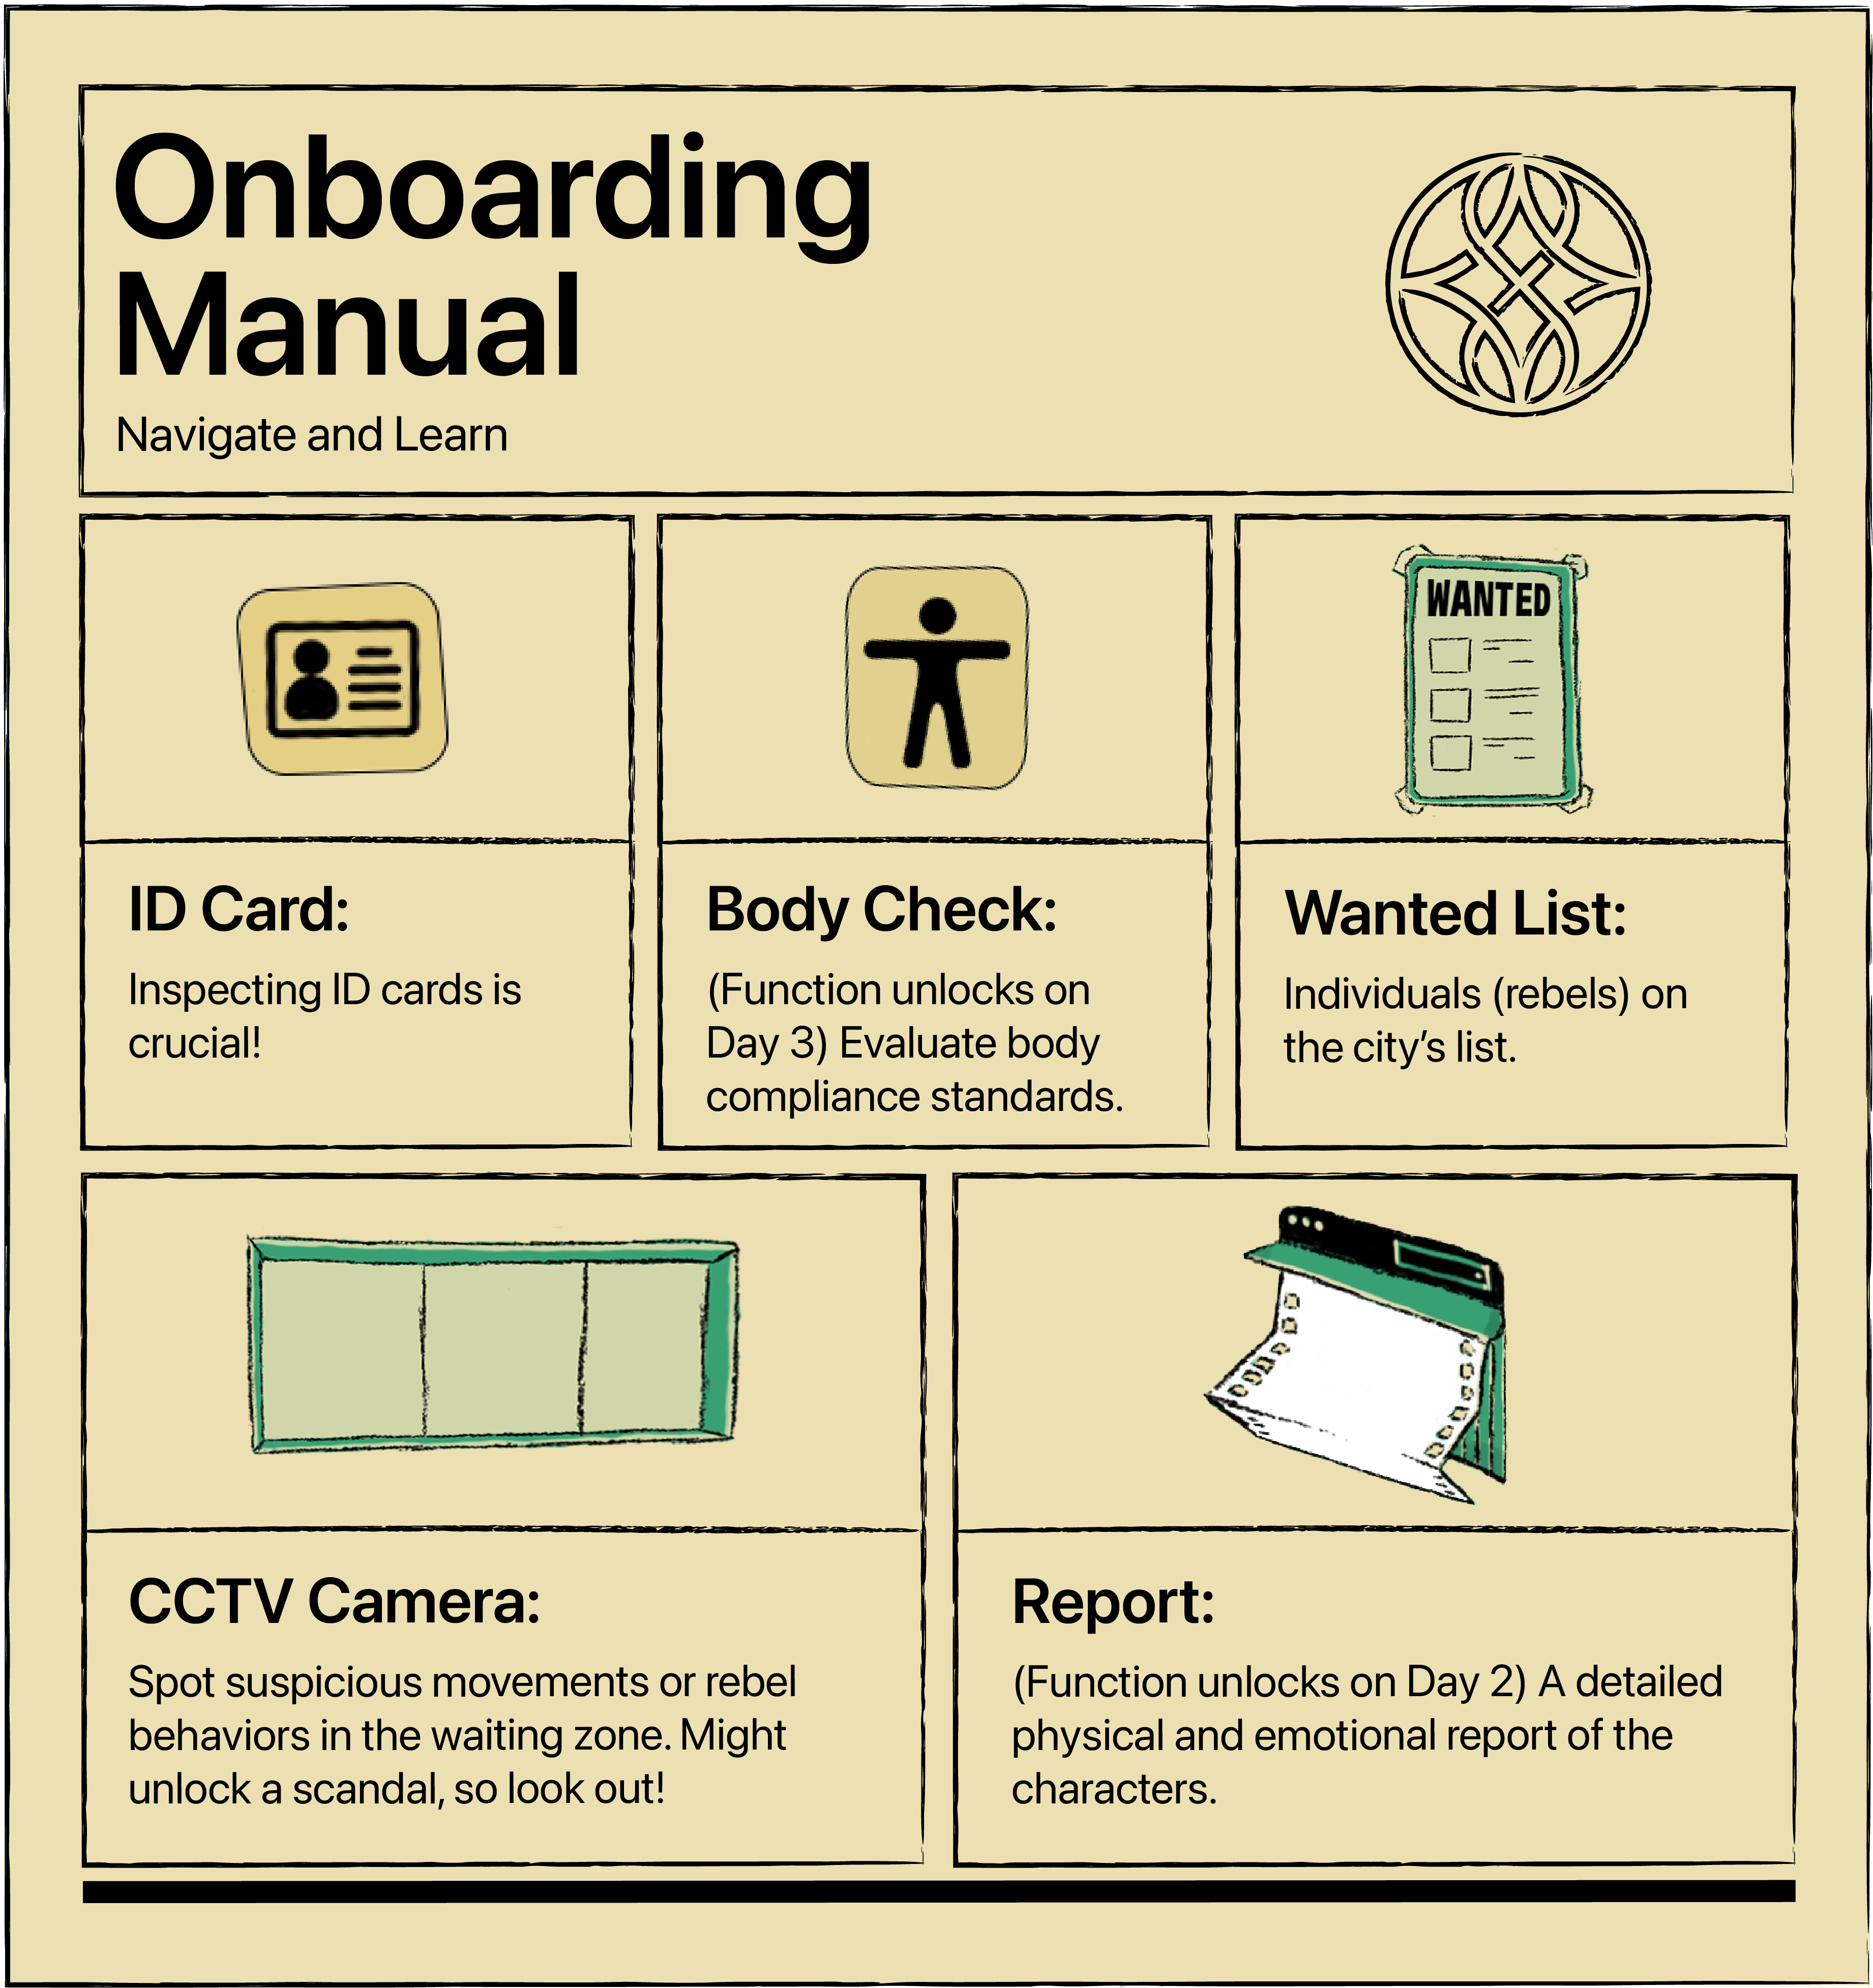 Onboarding
Manual
Navigate and Learn
WANTED
ID Card:
Inspecting ID cards is
crucial!
Body Check:
(Function unlocks on
Day 3) Evaluate body
compliance standards.
Wanted List:
Individuals (rebels) on
the city’s list.
CCTV Camera:
Spot suspicious movements or rebel
behaviors in the waiting zone. Might
unlock a scandal, so look out!
Report:
(Function unlocks on Day 2) A detailed
physical and emotional report of the
characters.